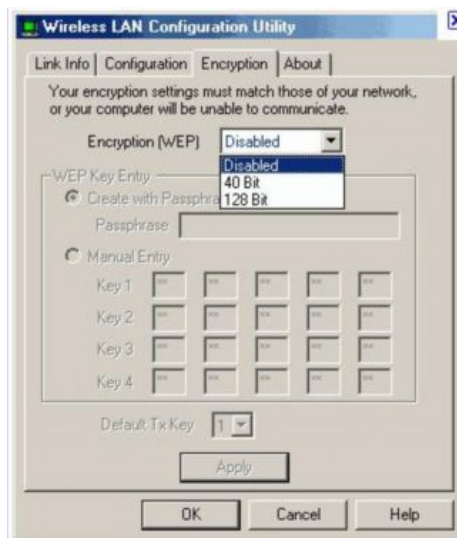 Wireless LAN Configuration Utility
Link Info Configuration Encryption About
Your encryption settings must match those of your network,
or your computer will be unable to communicate.
Encryption (WEP) Disabled
Disabled
40 Bit
128 Bit
WEP Key Entry
Create with Passphra
Passphrase
Manual Entry
Key 1 ** ** ** ** **
Key 2 ** ** ** ** **
Key 3 ** ** ** ** **
Key 4 ** ** ** ** **
Default Tx Key 1
Apply
OK Cancel Help